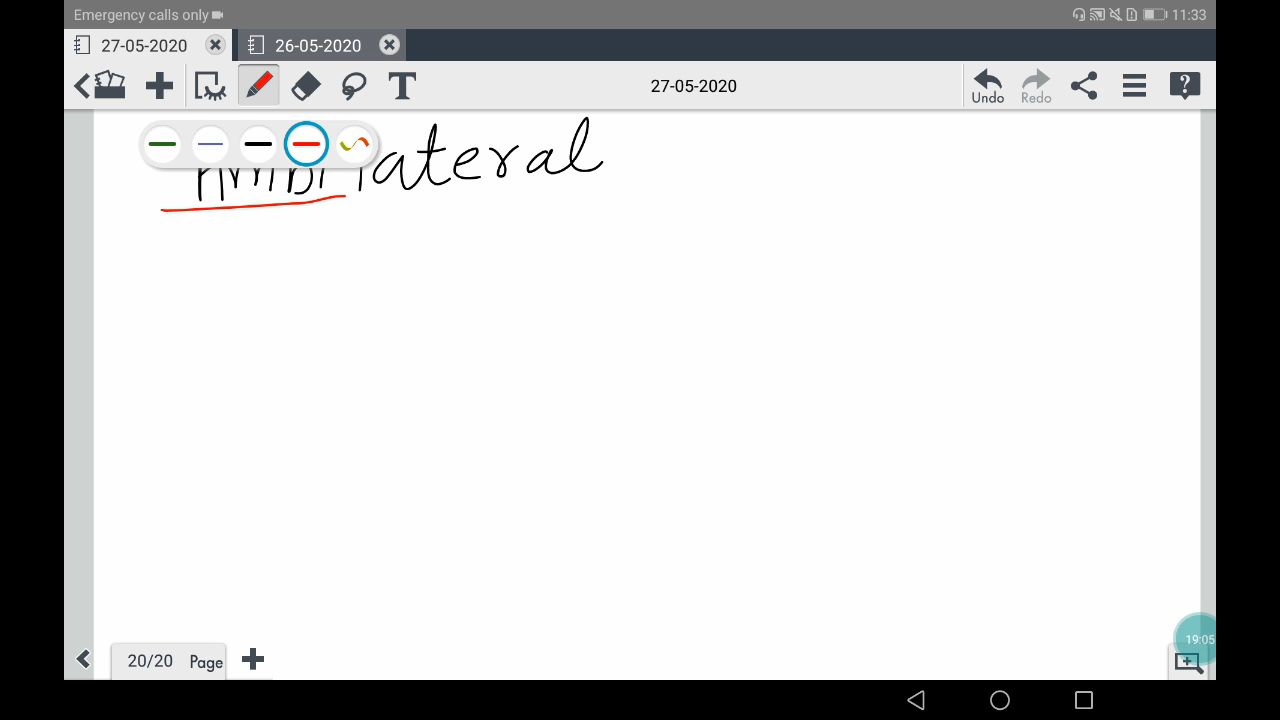 Emergency calls only 11:33
27-05-2020 26-05-2020
T 27-05-2020 Undo Redo ?
Ambilateral
19:05
20/20 Page